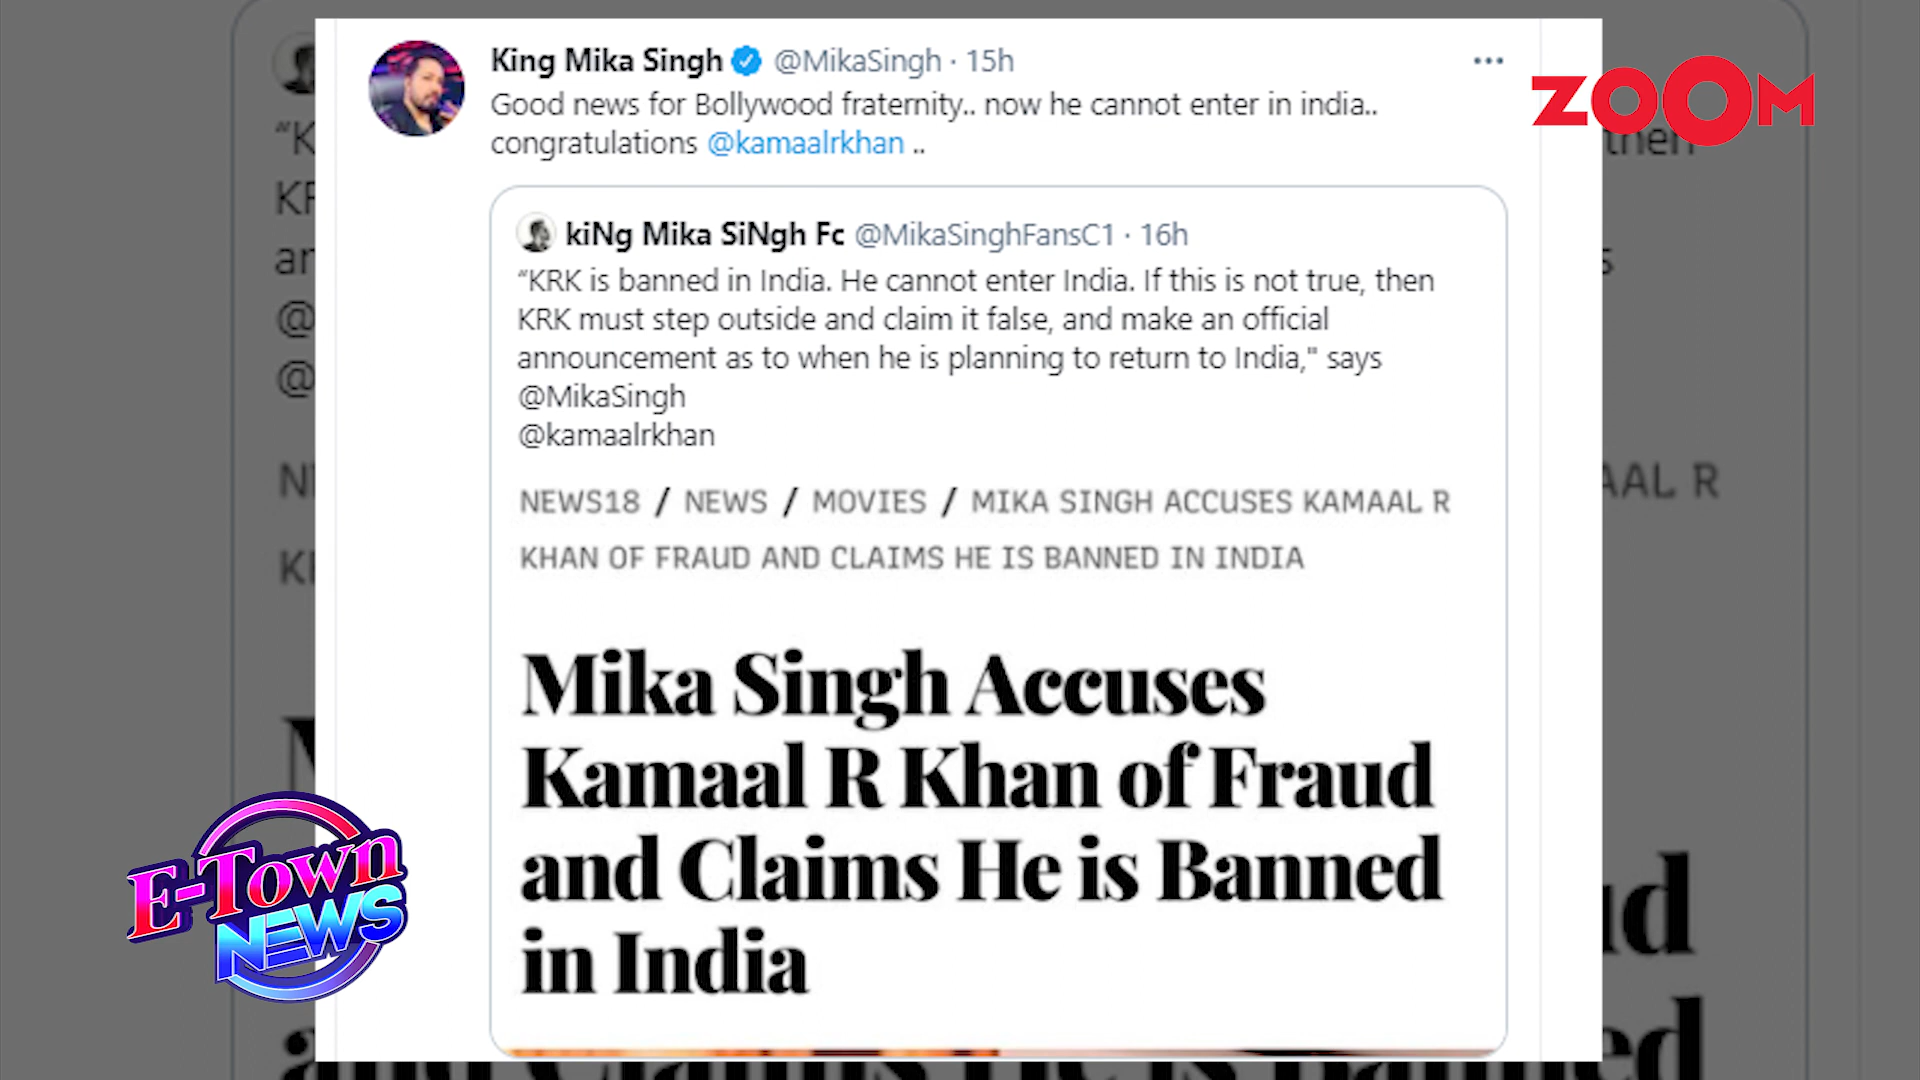 King Mika Singh @MikaSingh · 15h
Good news for Bollywood fraternity.. now he cannot enter in india..
congratulations @kamaalrkhan ..
ZOOM
kiNg Mika SiNgh Fc @MikaSinghFansC1 · 16h
“KRK is banned in India. He cannot enter India. If this is not true, then
KRK must step outside and claim it false, and make an official
announcement as to when he is planning to return to India," says
@MikaSingh
@kamaalrkhan
NEWS18 / NEWS / MOVIES / MIKA SINGH ACCUSES KAMAAL R
KHAN OF FRAUD AND CLAIMS HE IS BANNED IN INDIA
Mika Singh Accuses
Kamaal R Khan of Fraud
and Claims He is Banned
in India
E-TOWN
NEWS